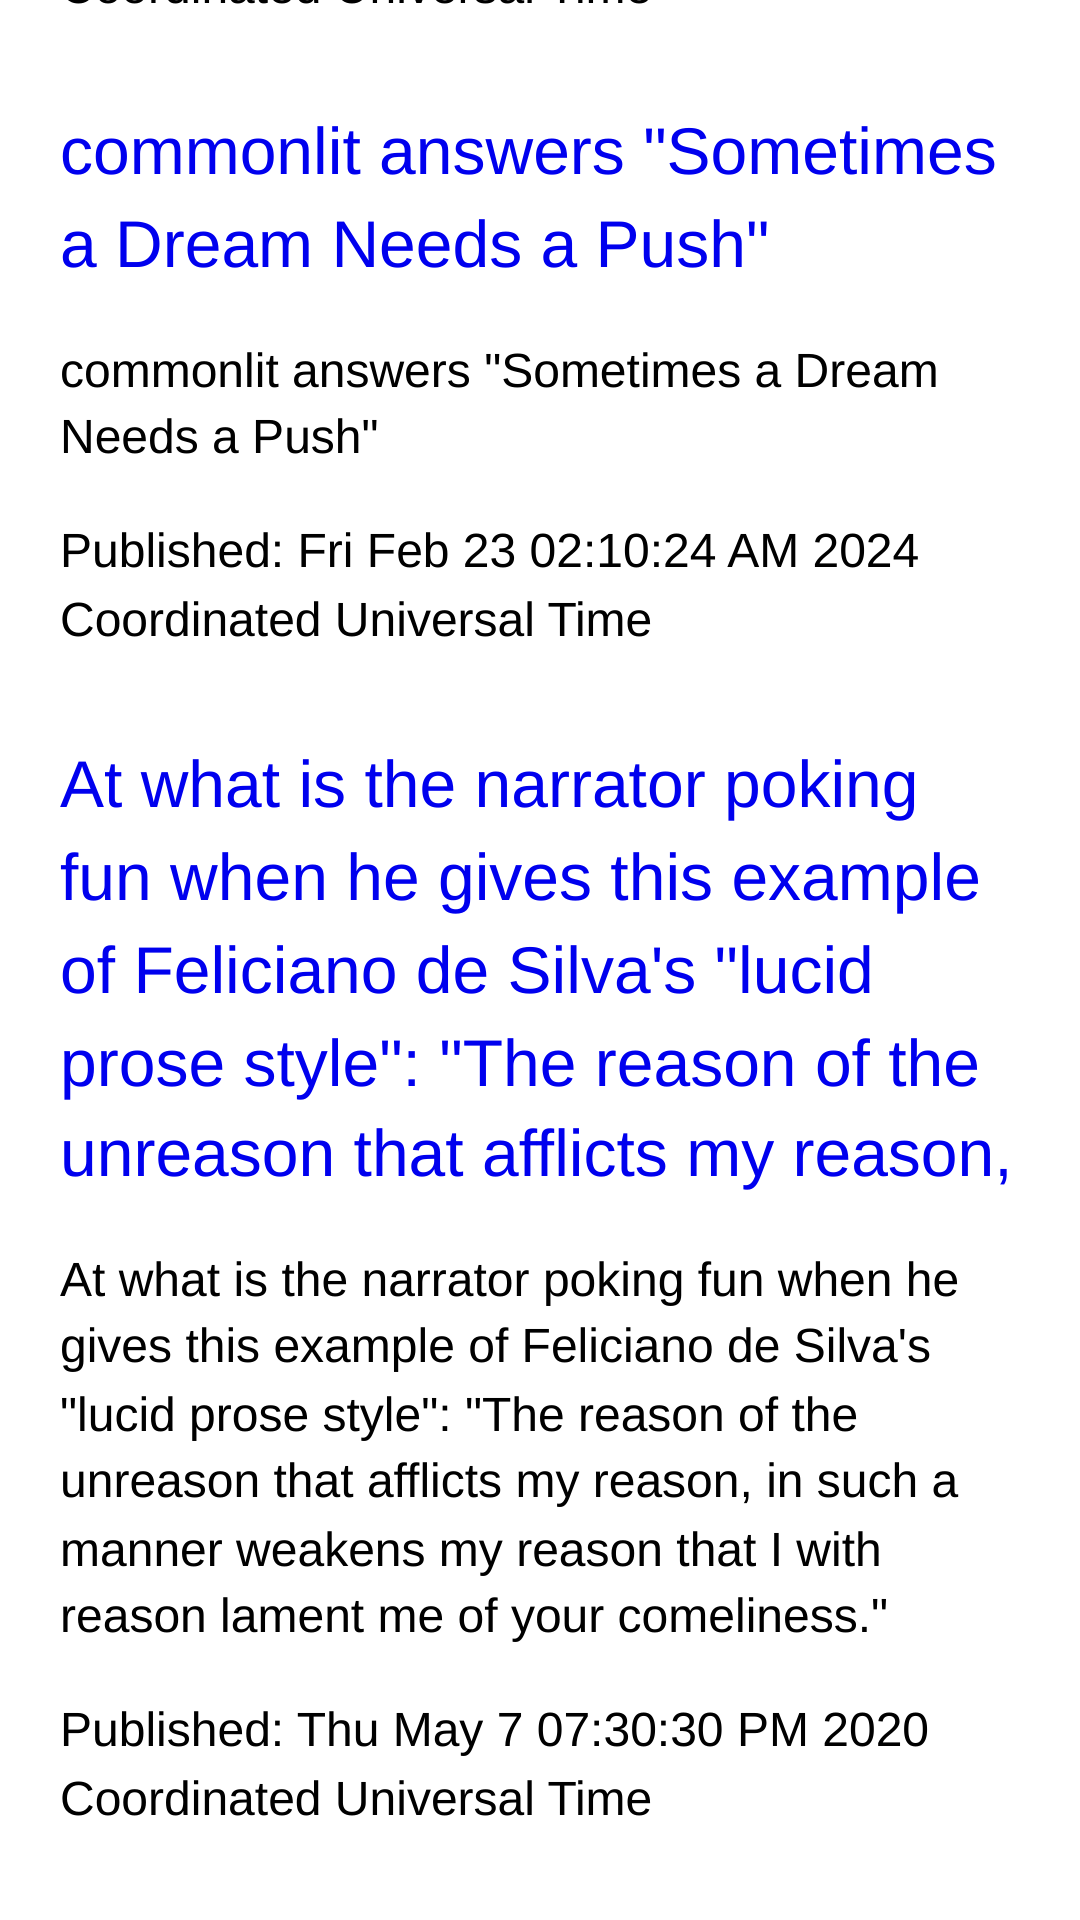 Coordinated Universal Time
commonlit answers "Sometimes
a Dream Needs a Push"
commonlit answers "Sometimes a Dream
Needs a Push"
Published: Fri Feb 23 02:10:24 AM 2024
Coordinated Universal Time
At what is the narrator poking
fun when he gives this example
of Feliciano de Silva's "lucid
prose style": "The reason of the
unreason that afflicts my reason,
At what is the narrator poking fun when he
gives this example of Feliciano de Silva's
"lucid prose style": "The reason of the
unreason that afflicts my reason, in such a
manner weakens my reason that I with
reason lament me of your comeliness."
Published: Thu May 7 07:30:30 PM 2020
Coordinated Universal Time